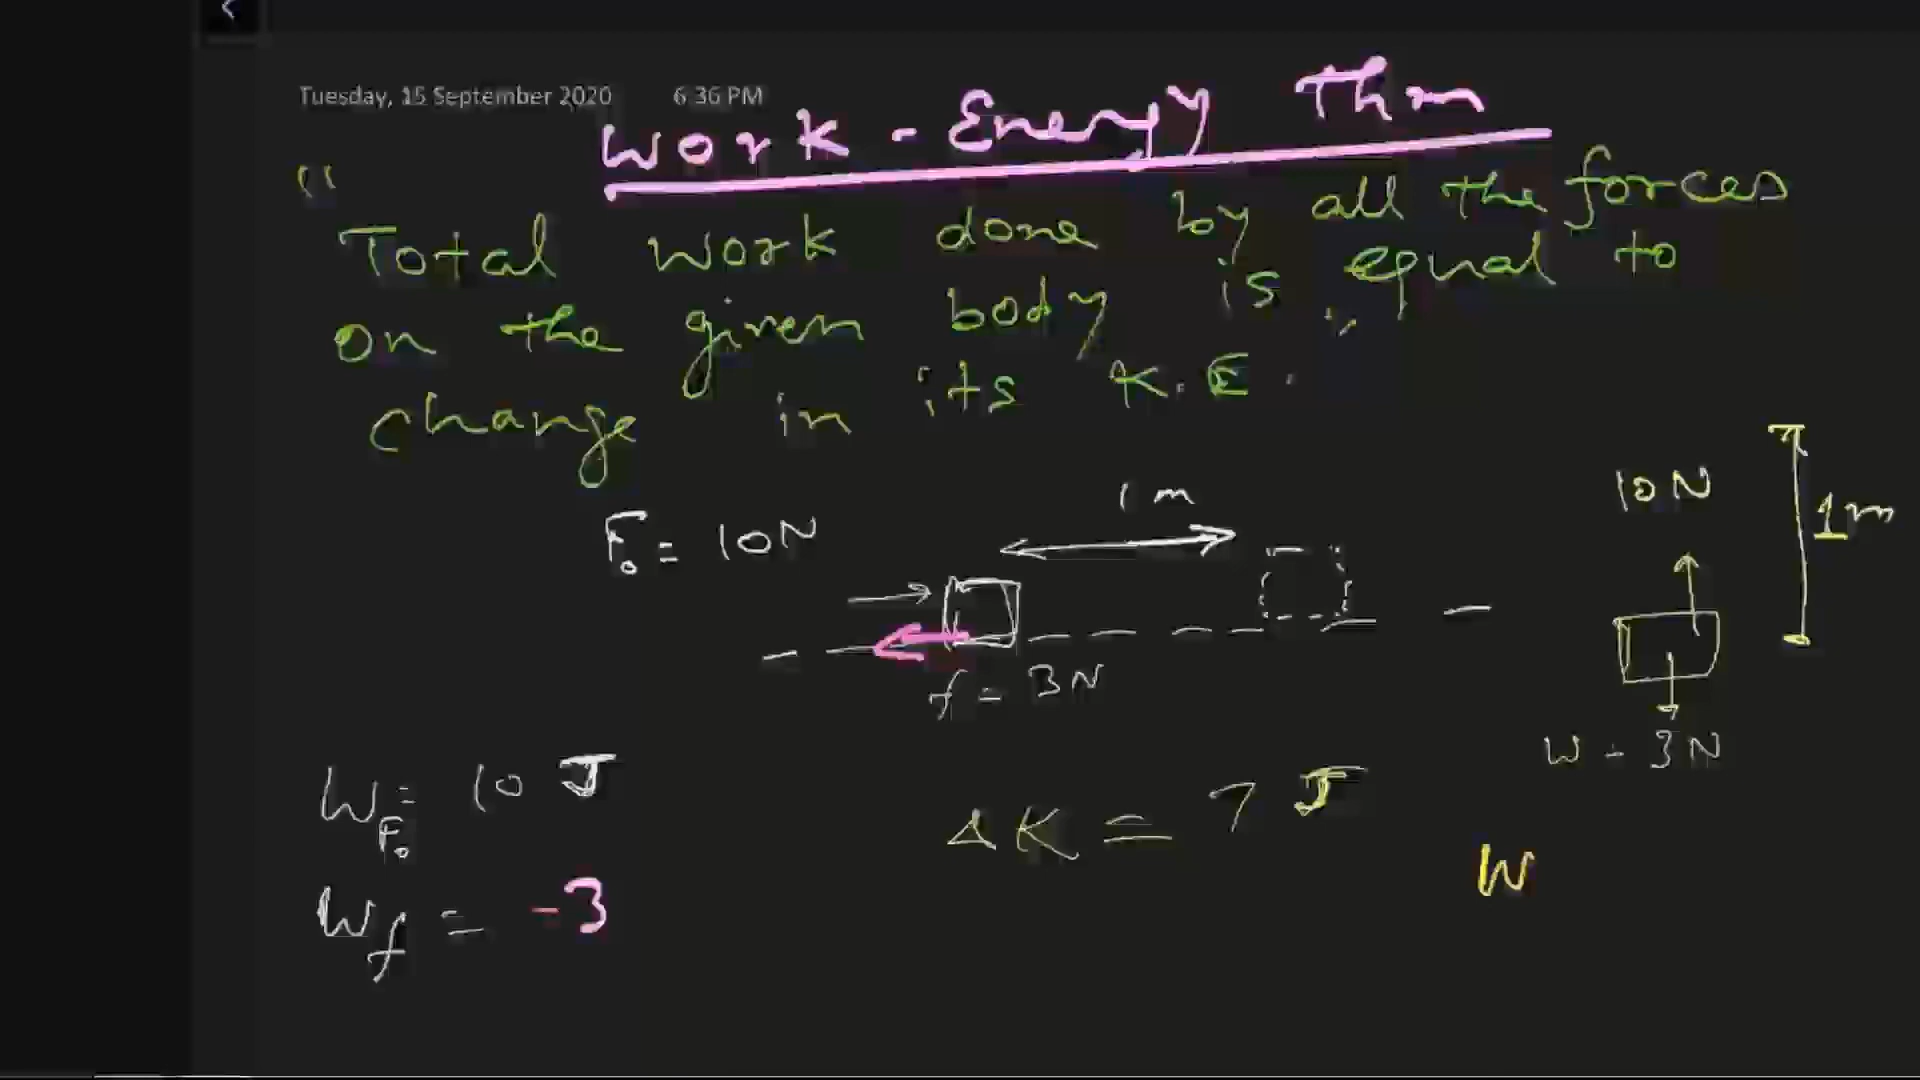 Tuesday, 15 September 2020 6:36 PM
Work - Energy Thm
"Total work done by all the forces
on the given body is equal to
change in its K.E."
F₀ = 10N
1 m
10 N
1m
f = 3N
W = 3N
W_F₀ = 10 J
ΔK = 7 J
W
W_f = -3